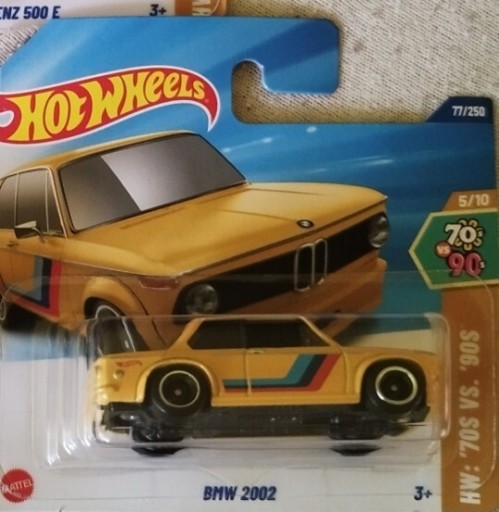 NZ 500 E
3+
HOT WHEELS
77/250
5/10
70s
VS
90s
HW: '70S VS. '90S
MATTEL
BMW 2002
3+